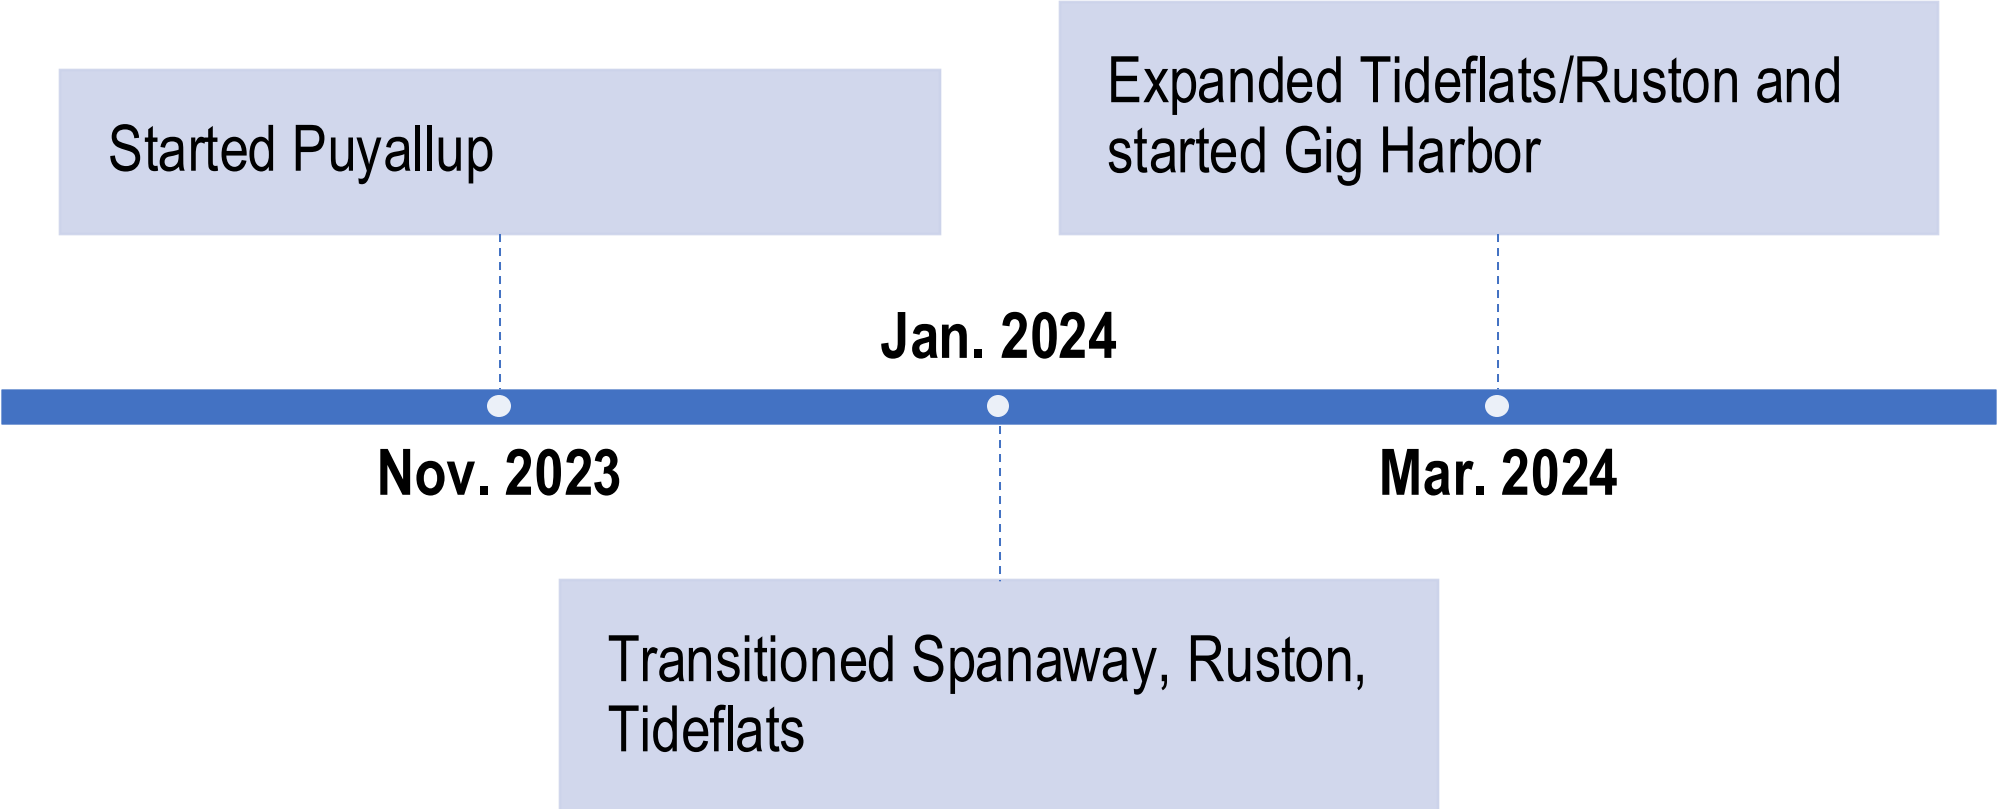 Started Puyallup
Expanded Tideflats/Ruston and
started Gig Harbor
Jan. 2024
Nov. 2023
Mar. 2024
Transitioned Spanaway, Ruston,
Tideflats